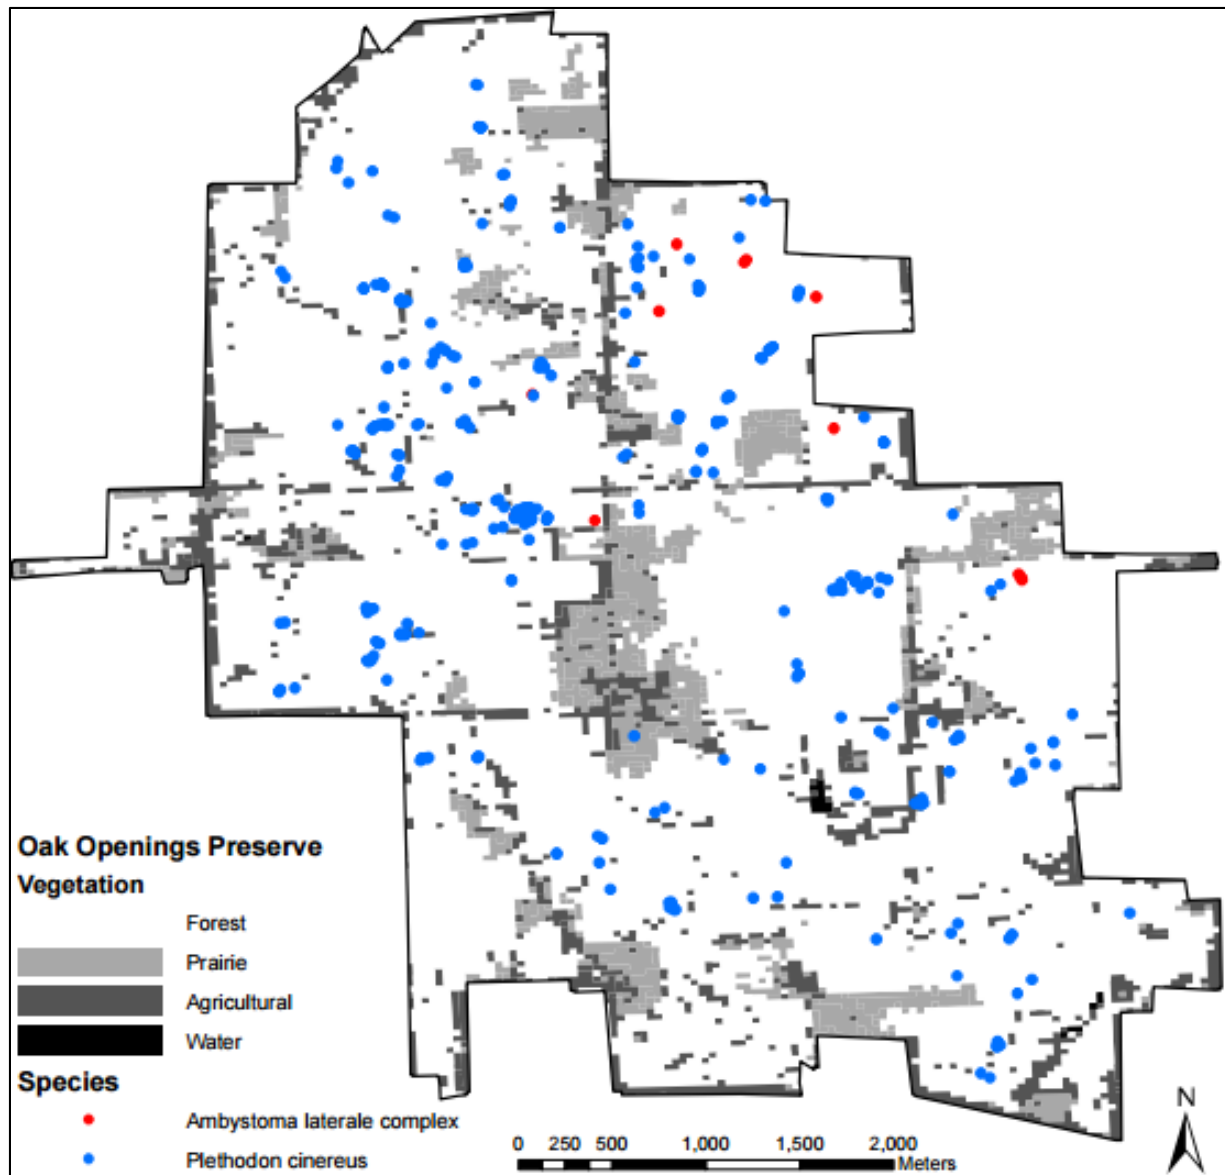 Oak Openings Preserve
Vegetation
Forest
Prairie
Agricultural
Water
Species
Ambystoma laterale complex
Plethodon cinereus
0 250 500 1,000 1,500 2,000
Meters
N